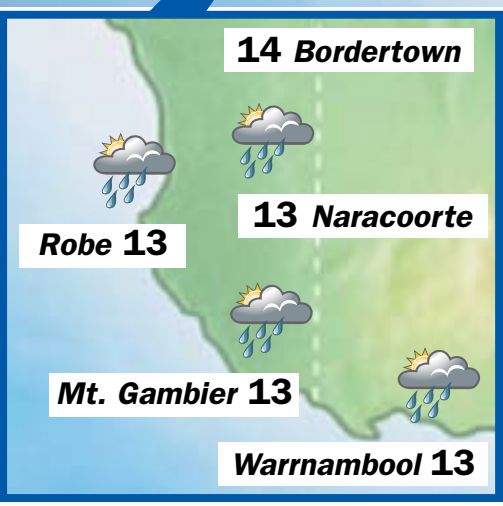 14 Bordertown
13 Naracoorte
Robe 13
Mt. Gambier 13
Warrnambool 13